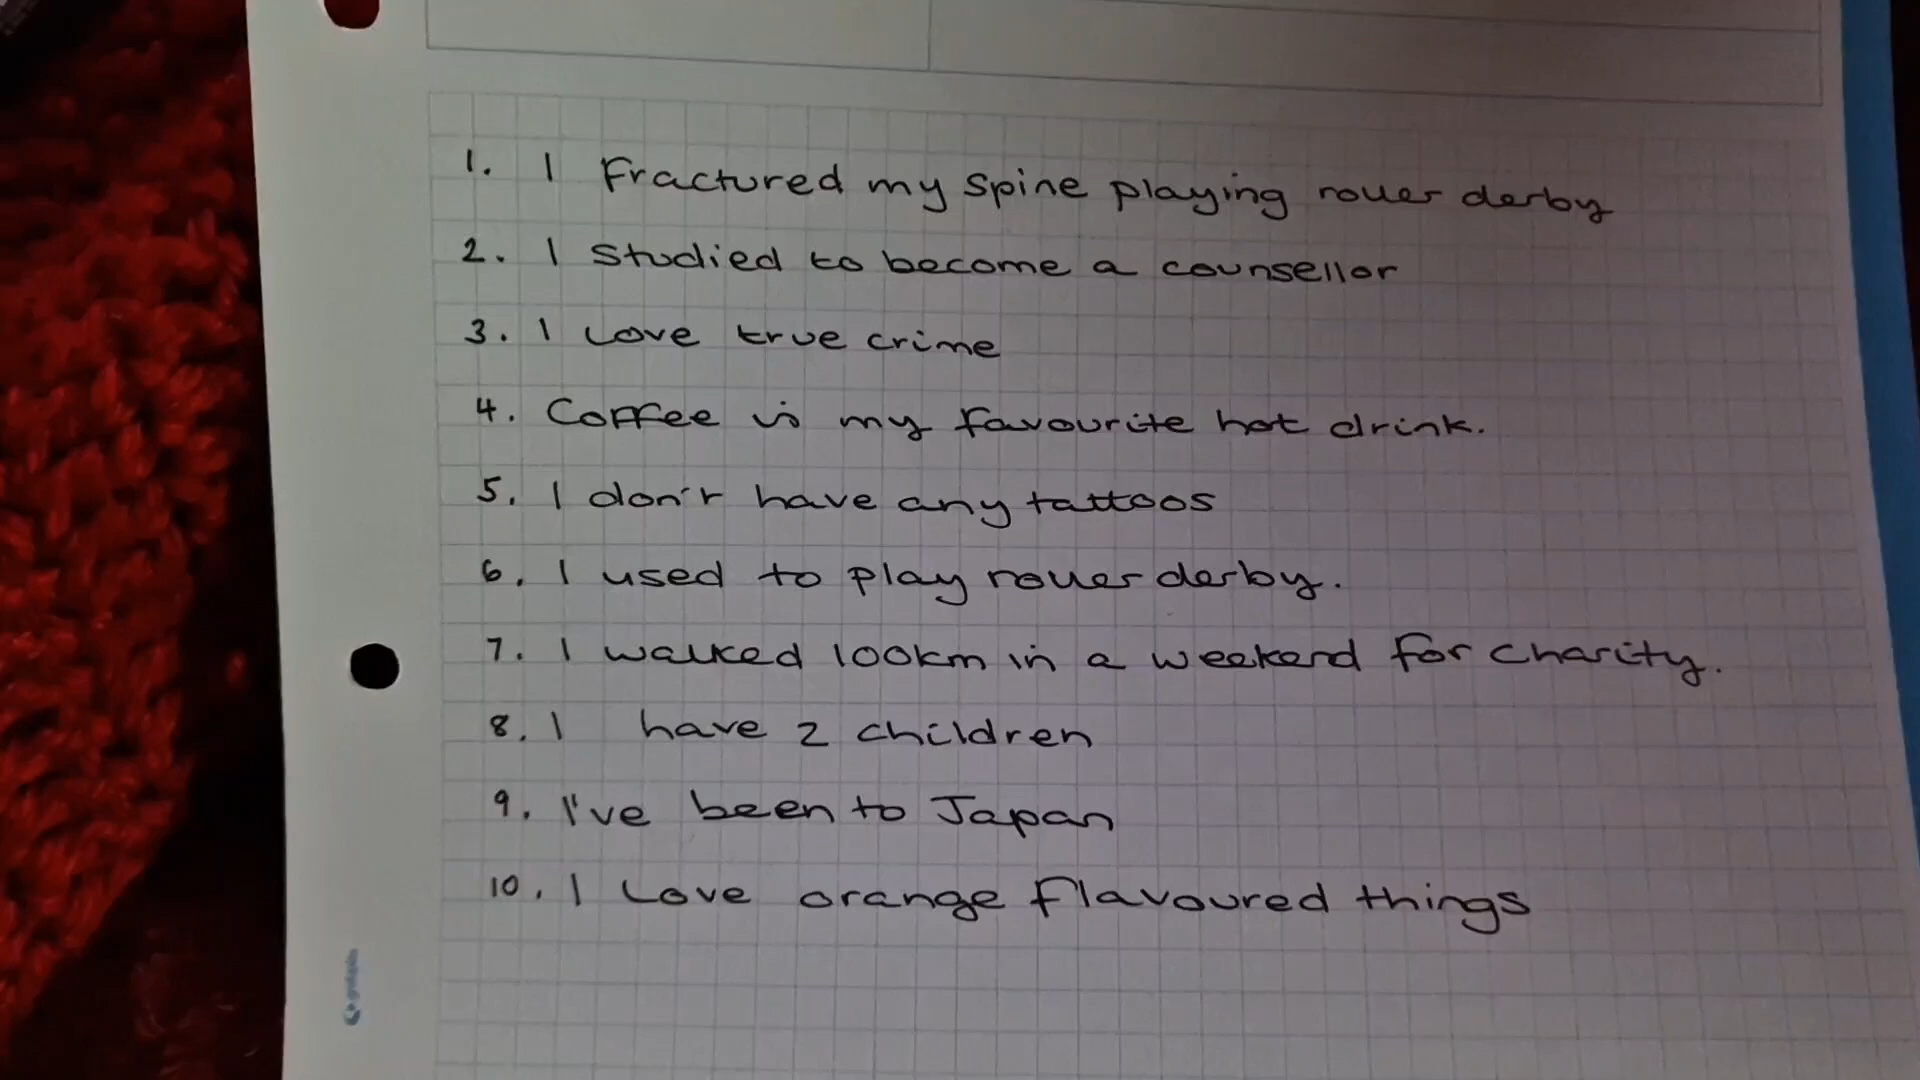 1. I Fractured my spine playing roller derby
2. I studied to become a counsellor
3. I love true crime
4. Coffee is my favourite hot drink.
5. I don't have any tattoos
6. I used to play roller derby.
7. I walked 100km in a weekend for charity.
8. I have 2 children
9. I've been to Japan
10. I love orange flavoured things